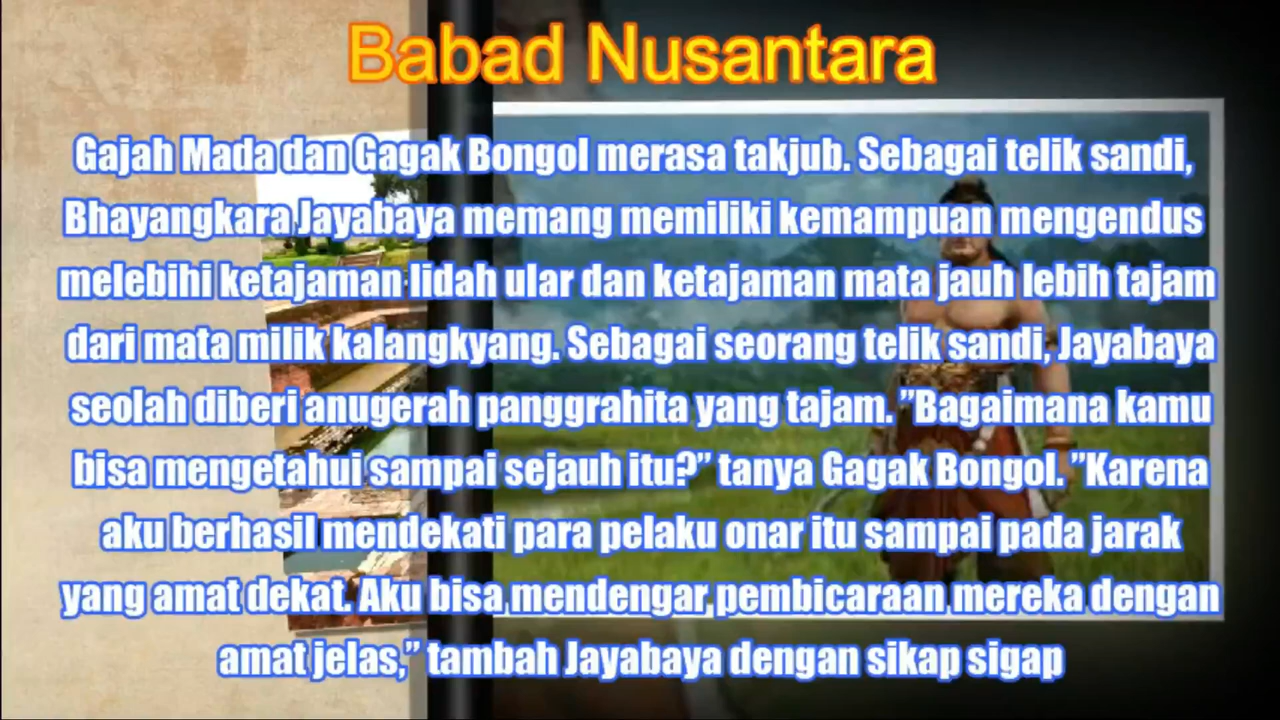 Babad Nusantara
Gajah Mada dan Gagak Bongol merasa takjub. Sebagai telik sandi,
Bhayangkara Jayabaya memang memiliki kemampuan mengendus
melebihi ketajaman lidah ular dan ketajaman mata jauh lebih tajam
dari mata milik kalangkyang. Sebagai seorang telik sandi, Jayabaya
seolah diberi anugerah panggrahita yang tajam. ”Bagaimana kamu
bisa mengetahui sampai sejauh itu?” tanya Gagak Bongol. ”Karena
aku berhasil mendekati para pelaku onar itu sampai pada jarak
yang amat dekat. Aku bisa mendengar pembicaraan mereka dengan
amat jelas,” tambah Jayabaya dengan sikap sigap